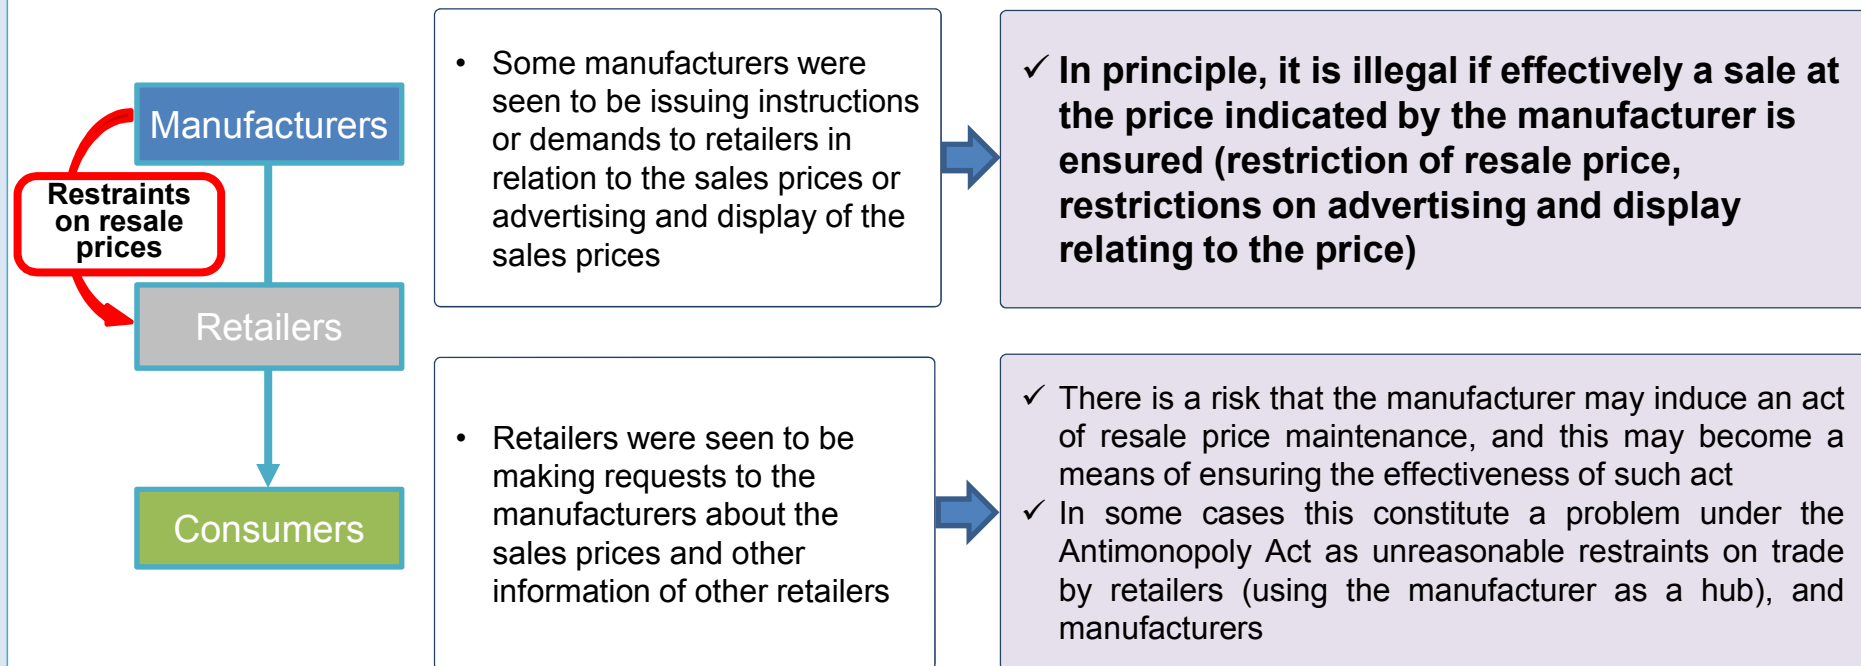 Manufacturers
Restraints
on resale
prices
Retailers
Consumers
• Some manufacturers were
seen to be issuing instructions
or demands to retailers in
relation to the sales prices or
advertising and display of the
sales prices
✓ In principle, it is illegal if effectively a sale at
the price indicated by the manufacturer is
ensured (restriction of resale price,
restrictions on advertising and display
relating to the price)
• Retailers were seen to be
making requests to the
manufacturers about the
sales prices and other
information of other retailers
✓ There is a risk that the manufacturer may induce an act
of resale price maintenance, and this may become a
means of ensuring the effectiveness of such act
✓ In some cases this constitute a problem under the
Antimonopoly Act as unreasonable restraints on trade
by retailers (using the manufacturer as a hub), and
manufacturers